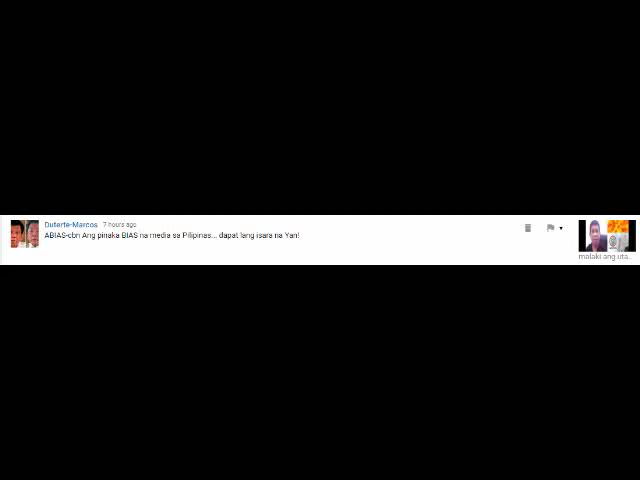 Duterte-Marcos 7 hours ago
ABIAS-cbn Ang pinaka BIAS na media sa Pilipinas... dapat lang isara na Yan!
malaki ang uta..